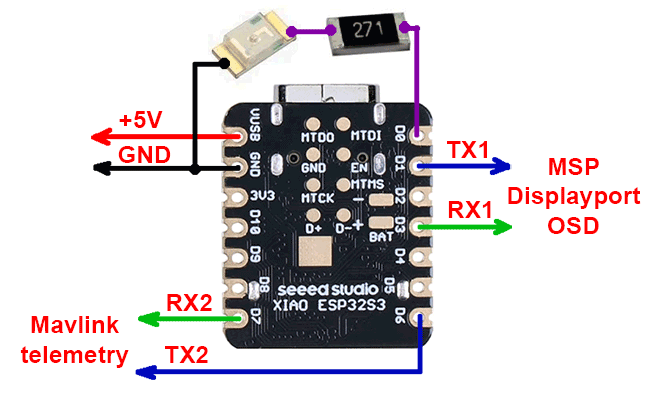 271
+5V
GND
VUSB
GND
3V3
D10
D9
D8
D7
MTDO
MTDI
GND
EN
MTCK
MTMS
D+
D-
-
+
BAT
D0
D1
D2
D3
D4
D5
D6
seeed studio
XIAO ESP32S3
TX1
RX1
MSP
Displayport
OSD
RX2
TX2
Mavlink
telemetry